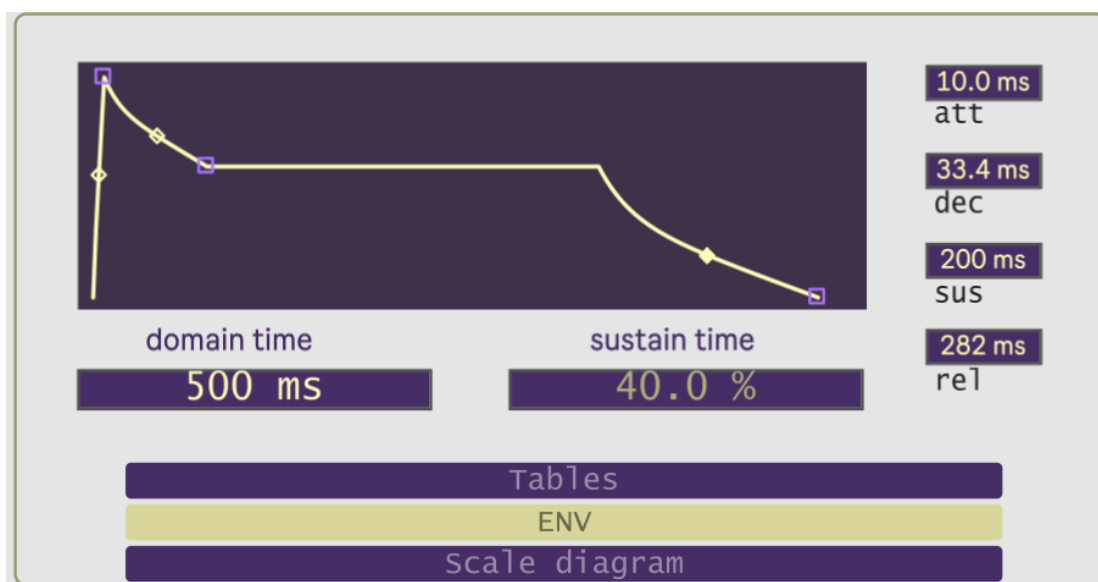 10.0 ms
att
33.4 ms
dec
200 ms
sus
282 ms
rel
domain time
sustain time
500 ms
40.0 %
Tables
ENV
Scale diagram